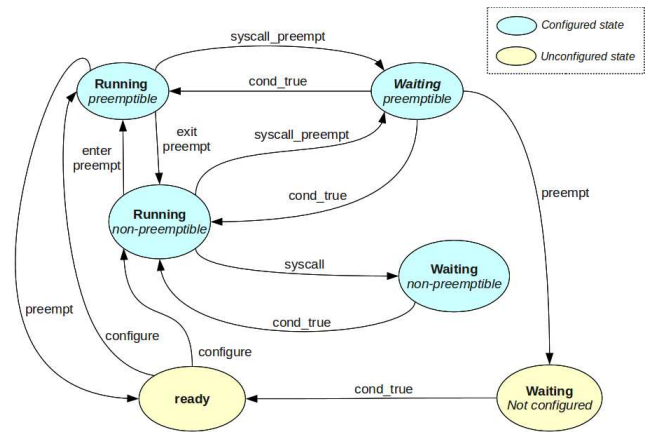 syscall_preempt
Configured state
Unconfigured state
Running
preemptible
cond_true
Waiting
preemptible
enter
preempt
exit
preempt
syscall_preempt
preempt
cond_true
Running
non-preemptible
syscall
Waiting
non-preemptible
preempt
configure
cond_true
configure
ready
cond_true
Waiting
Not configured